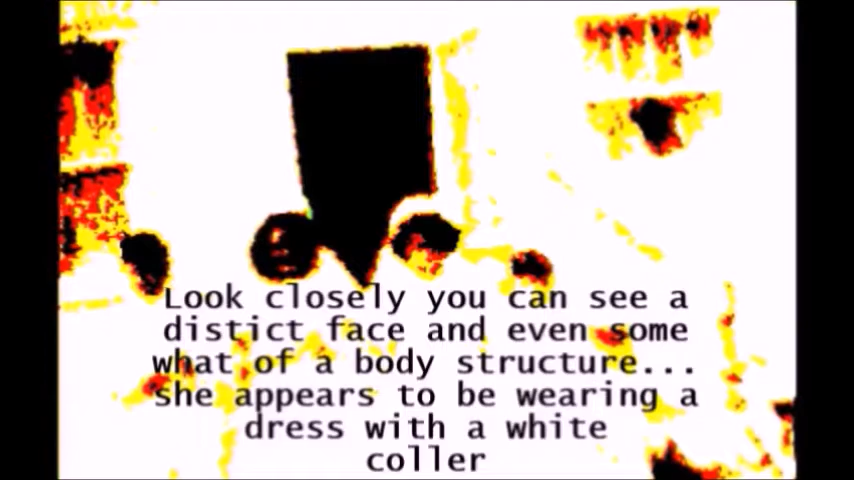 Look closely you can see a
distict face and even some
what of a body structure...
she appears to be wearing a
dress with a white
coller